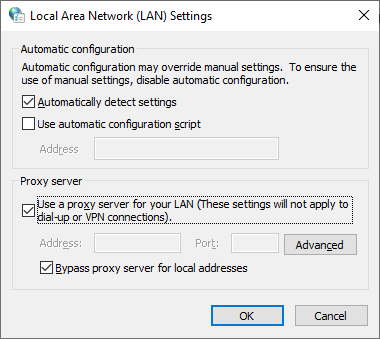 Local Area Network (LAN) Settings
Automatic configuration
Automatic configuration may override manual settings. To ensure the
use of manual settings, disable automatic configuration.
Automatically detect settings
Use automatic configuration script
Address
Proxy server
Use a proxy server for your LAN (These settings will not apply to
dial-up or VPN connections).
Address: Port: Advanced
Bypass proxy server for local addresses
OK Cancel